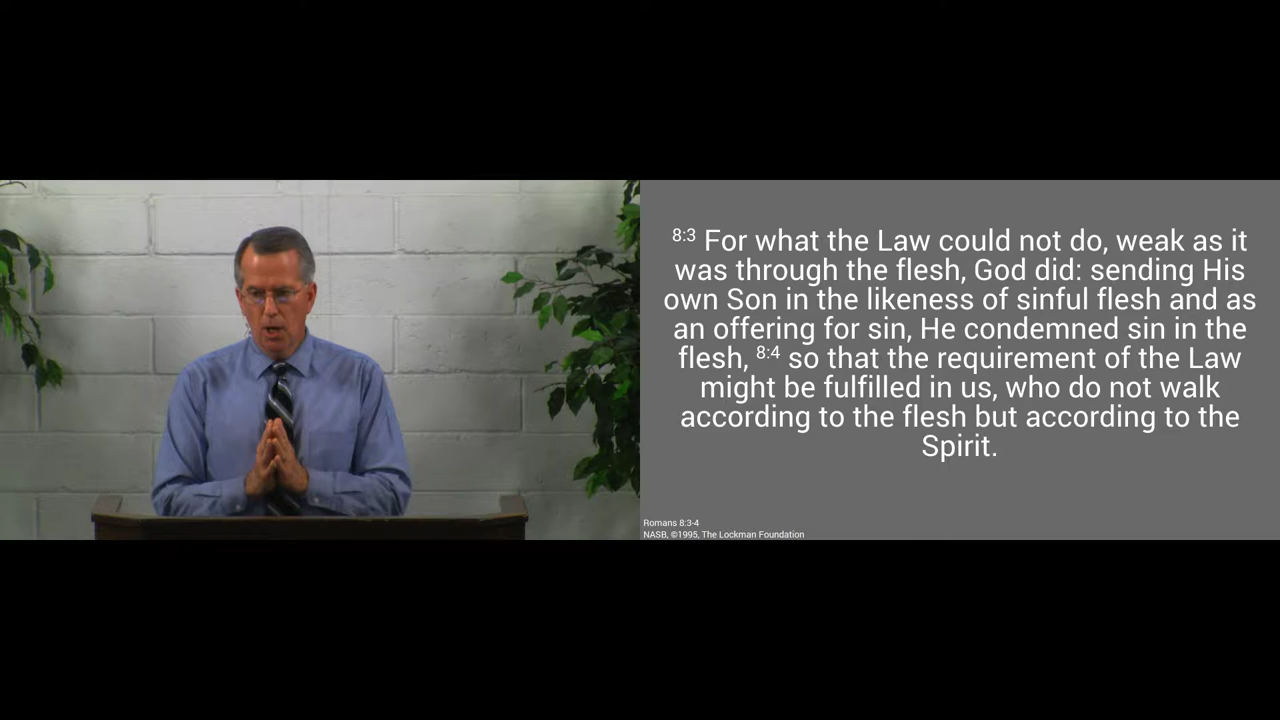 8:3 For what the Law could not do, weak as it
was through the flesh, God did: sending His
own Son in the likeness of sinful flesh and as
an offering for sin, He condemned sin in the
flesh, 8:4 so that the requirement of the Law
might be fulfilled in us, who do not walk
according to the flesh but according to the
Spirit.
Romans 8:3-4
NASB, ©1995, The Lockman Foundation